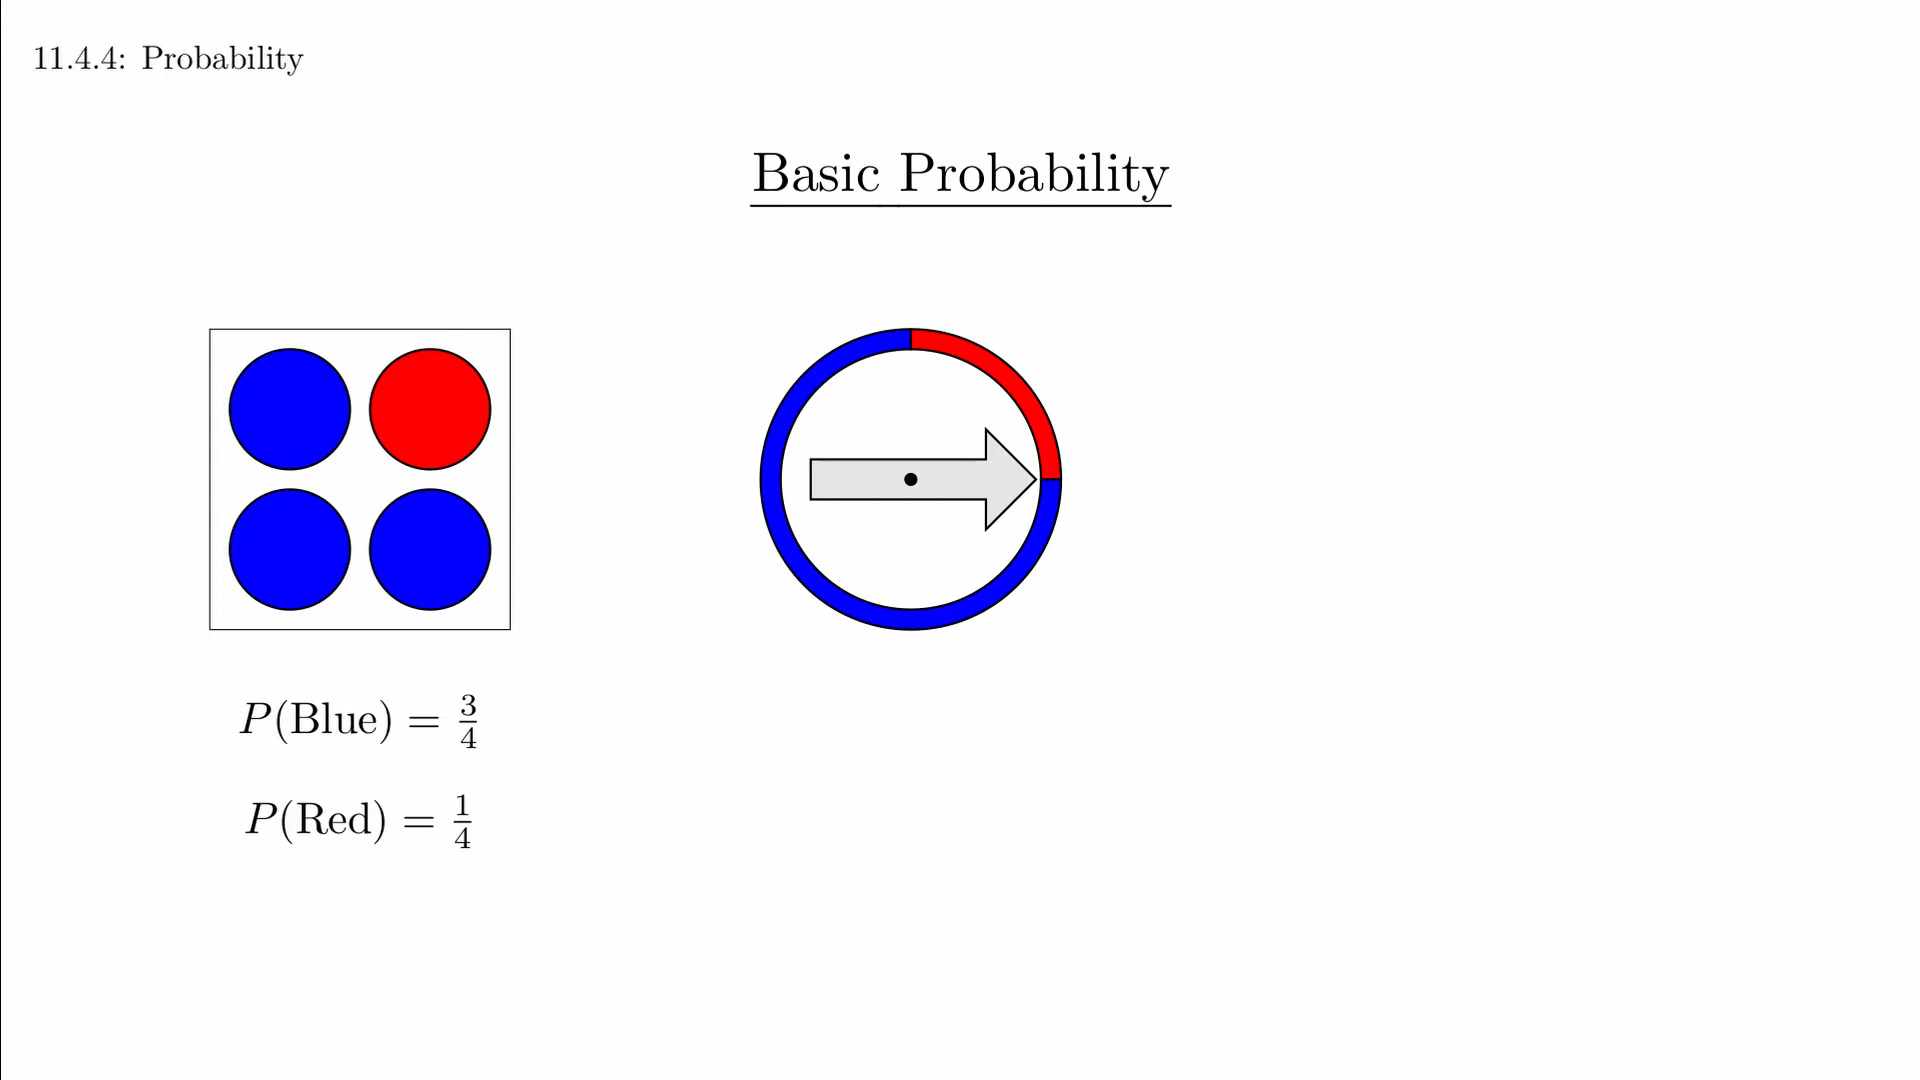 11.4.4: Probability
Basic Probability
P(Blue) = 3/4
P(Red) = 1/4